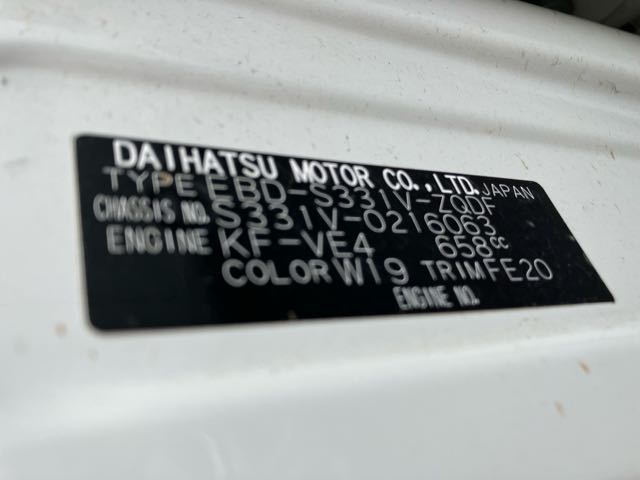 DAIHATSU MOTOR CO.,LTD. JAPAN
TYPE EBD-S331V-ZQDF
CHASSIS NO. S331V-0216063
ENGINE KF-VE4 658cc
COLOR W19 TRIM FE20
ENGINE NO.